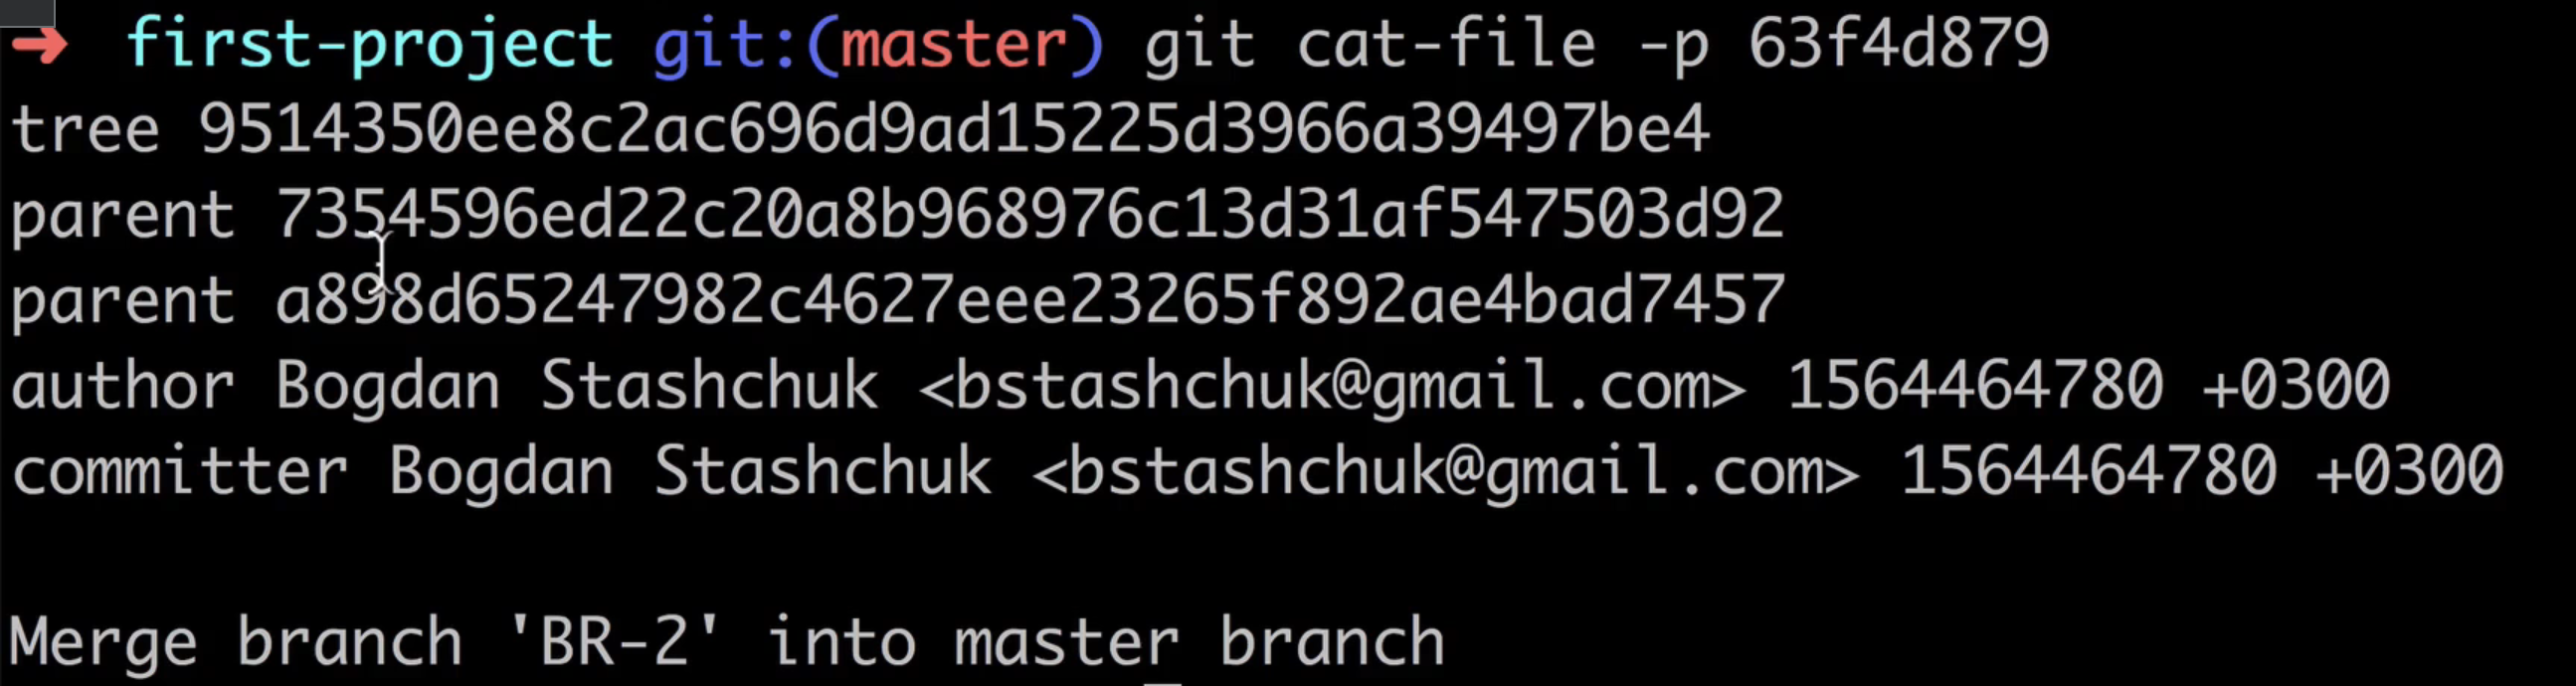 ➜ first-project git:(master) git cat-file -p 63f4d879
tree 9514350ee8c2ac696d9ad15225d3966a39497be4
parent 7354596ed22c20a8b968976c13d31af547503d92
parent a898d65247982c4627eee23265f892ae4bad7457
author Bogdan Stashchuk <bstashchuk@gmail.com> 1564464780 +0300
committer Bogdan Stashchuk <bstashchuk@gmail.com> 1564464780 +0300
Merge branch 'BR-2' into master branch